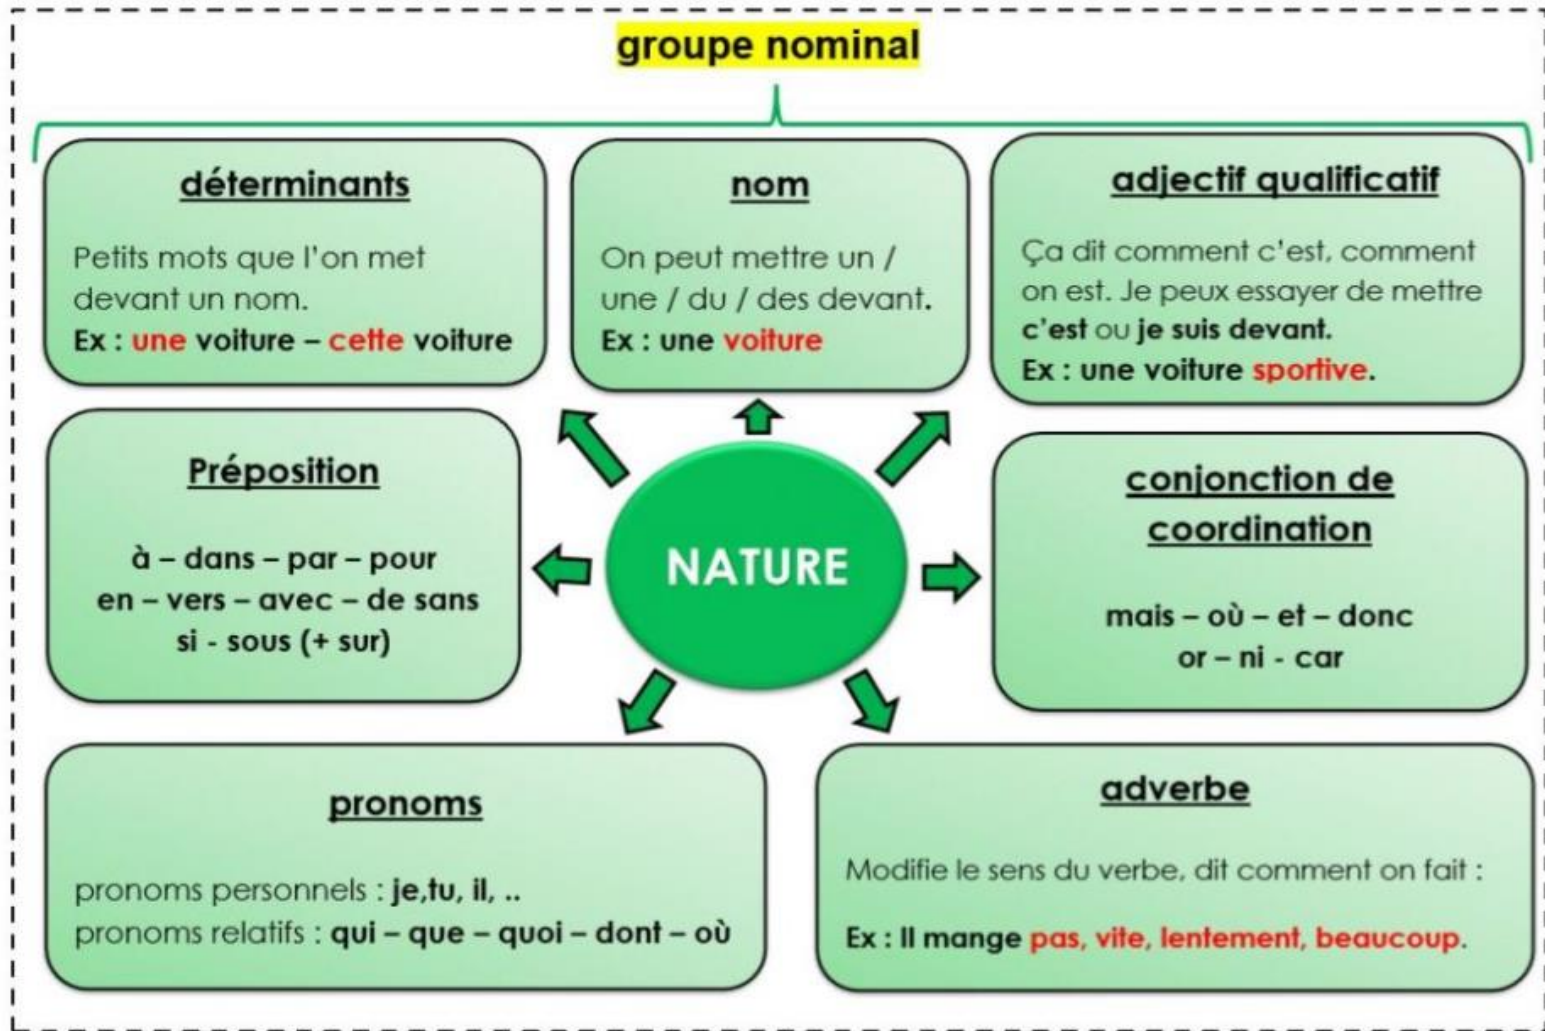 groupe nominal
déterminants
Petits mots que l'on met
devant un nom.
Ex : une voiture – cette voiture
nom
On peut mettre un /
une / du / des devant.
Ex : une voiture
adjectif qualificatif
Ça dit comment c'est, comment
on est. Je peux essayer de mettre
c'est ou je suis devant.
Ex : une voiture sportive.
Préposition
à – dans – par – pour
en – vers – avec – de sans
si - sous (+ sur)
NATURE
conjonction de
coordination
mais – où – et – donc
or – ni - car
pronoms
pronoms personnels : je,tu, il, ..
pronoms relatifs : qui – que – quoi – dont – où
adverbe
Modifie le sens du verbe, dit comment on fait :
Ex : Il mange pas, vite, lentement, beaucoup.